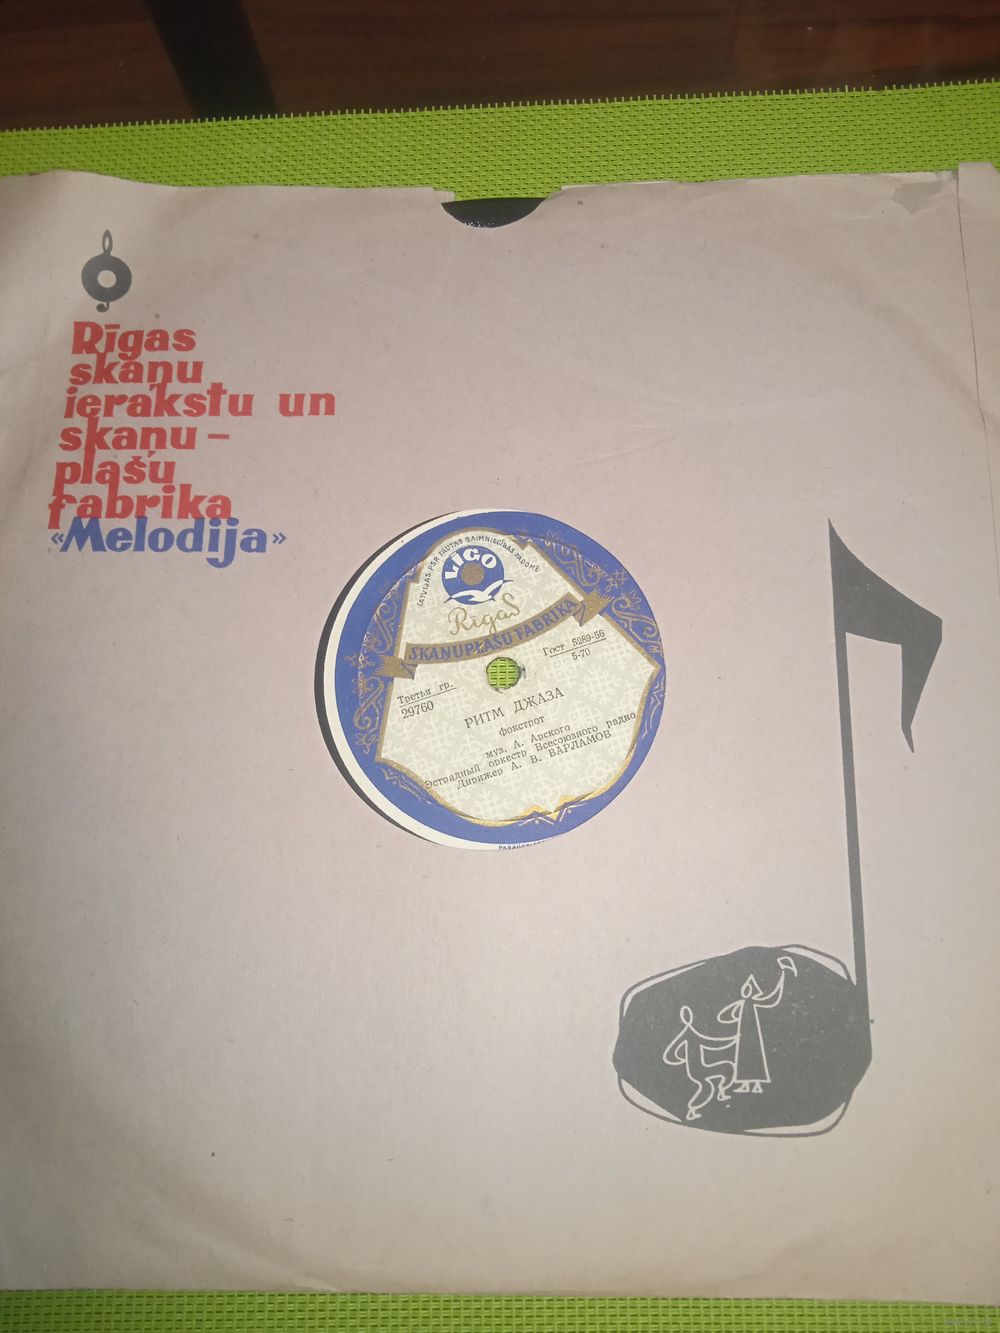 Rīgas
skaņu
ierakstu un
skaņu –
plašu
fabrika
«Melodija»
LATVIJAS PSR TAUTAS SAIMNIECĪBAS PADOME
LĪGO
Rīgas
SKAŅUPLAŠU FABRIKA
Гост 5289-56
5-70
Третья гр.
29760
РИТМ ДЖАЗА
фокстрот
муз. А. Арского
Эстрадный оркестр Всесоюзного радио
Дирижер А. В. ВАРЛАМОВ